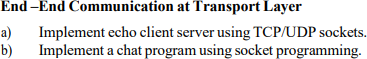 End –End Communication at Transport Layer
a) Implement echo client server using TCP/UDP sockets.
b) Implement a chat program using socket programming.